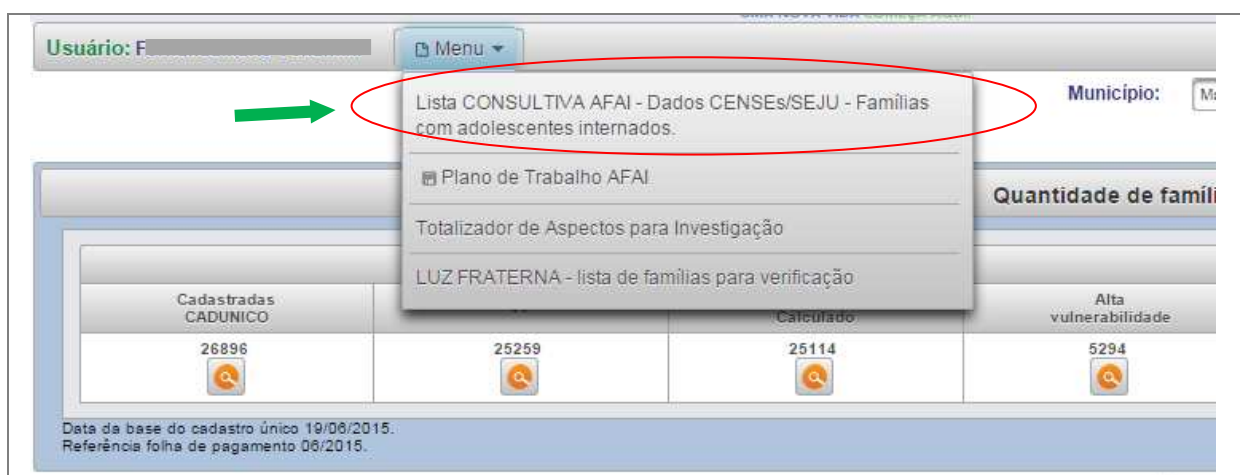 Usuário: F
Menu
Lista CONSULTIVA AFAI - Dados CENSEs/SEJU - Famílias
com adolescentes internados.
Município:
Plano de Trabalho AFAI
Quantidade de famíli
Totalizador de Aspectos para Investigação
LUZ FRATERNA - lista de famílias para verificação
Cadastradas
CADUNICO
Calculado
Alta
vulnerabilidade
26896
25259
25114
5294
Data da base do cadastro único 19/06/2015.
Referência folha de pagamento 06/2015.